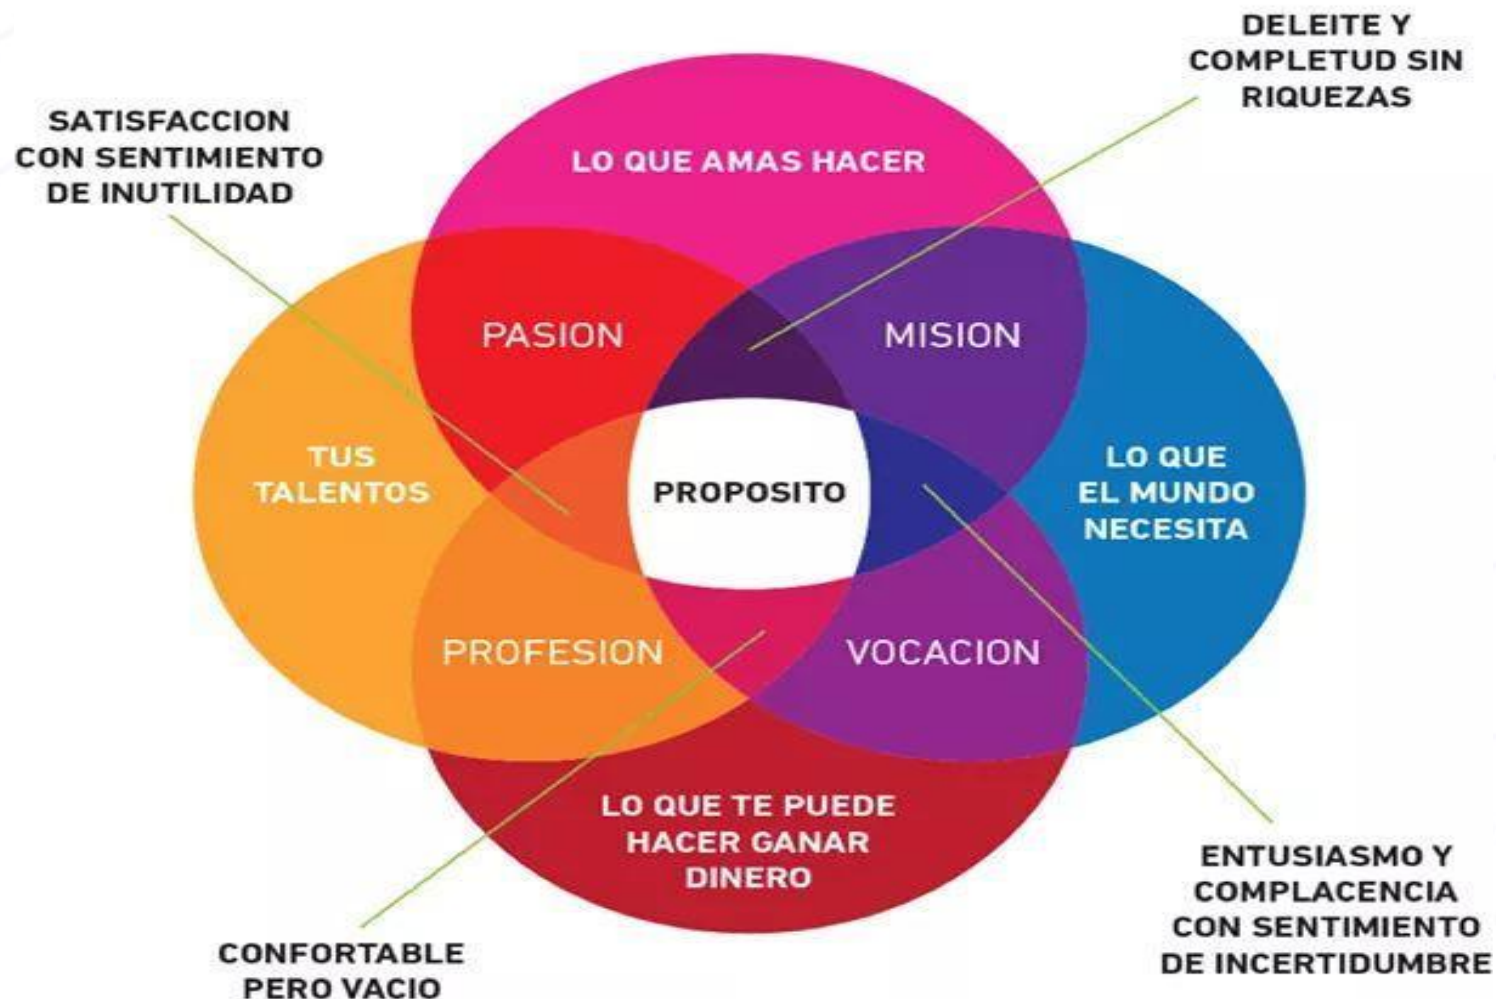 DELEITE Y
COMPLETUD SIN
RIQUEZAS
SATISFACCION
CON SENTIMIENTO
DE INUTILIDAD
LO QUE AMAS HACER
PASION
MISION
TUS
TALENTOS
PROPOSITO
LO QUE
EL MUNDO
NECESITA
PROFESION
VOCACION
LO QUE TE PUEDE
HACER GANAR
DINERO
CONFORTABLE
PERO VACIO
ENTUSIASMO Y
COMPLACENCIA
CON SENTIMIENTO
DE INCERTIDUMBRE